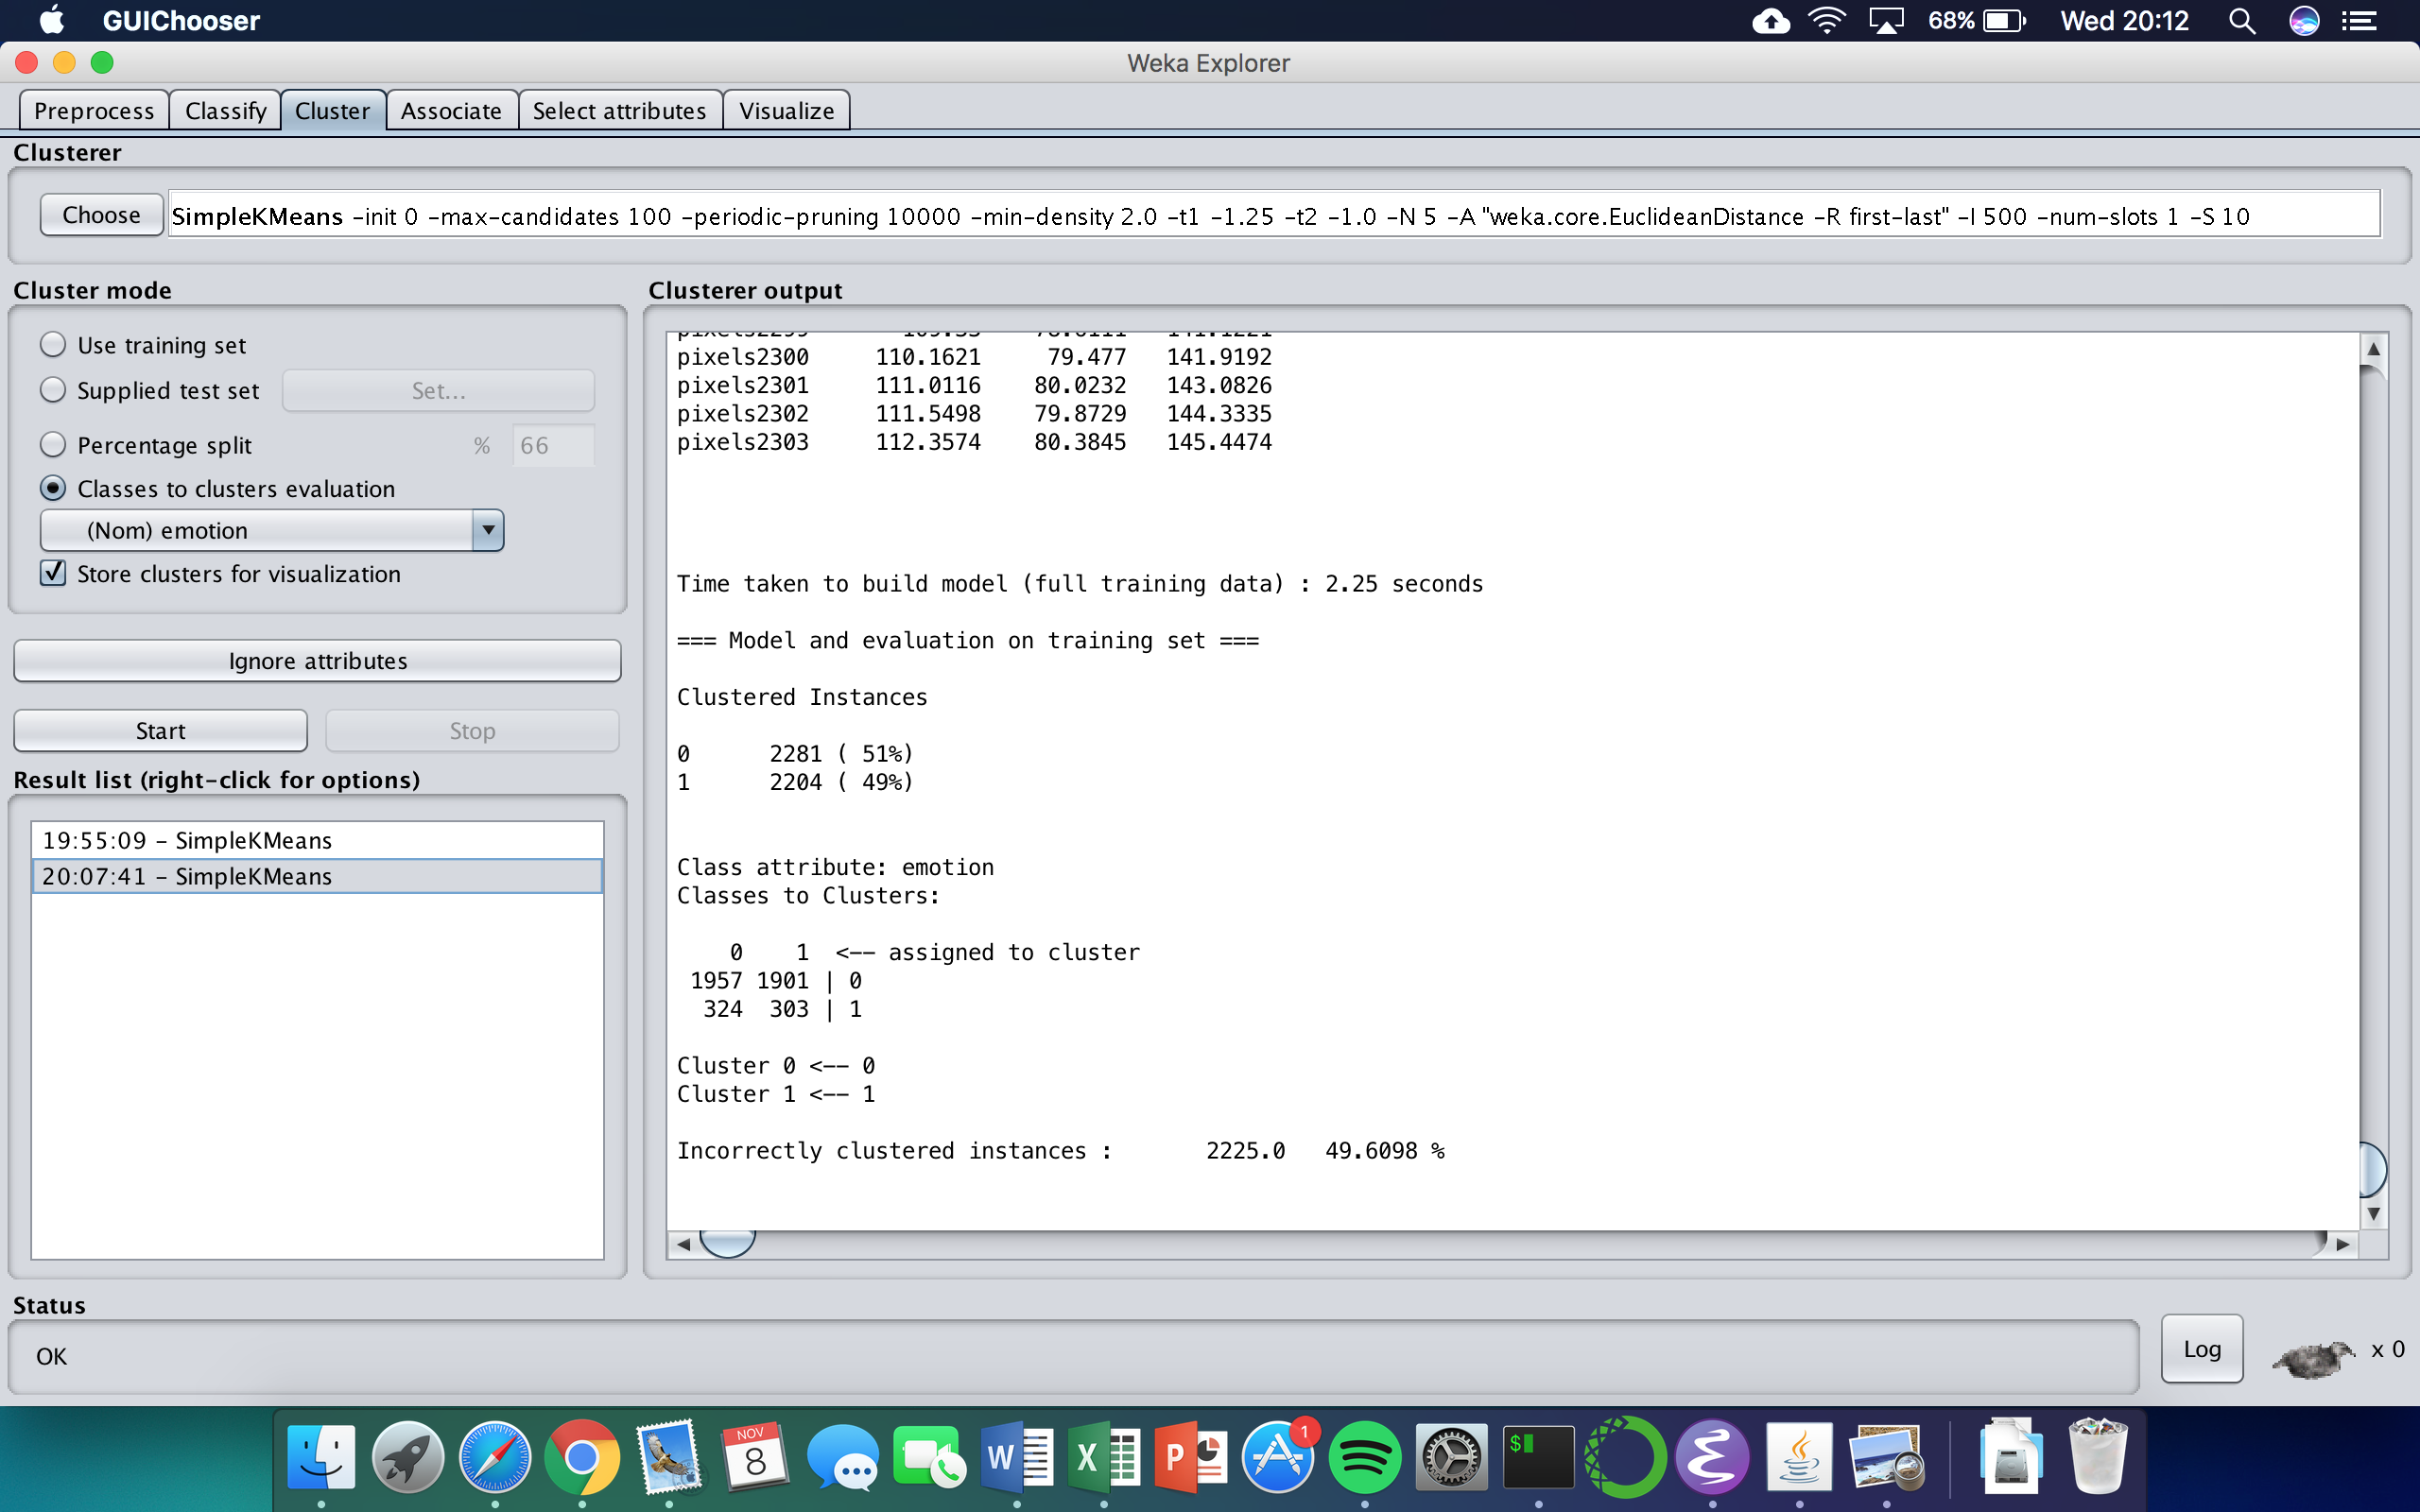 GUIChooser
68%
Wed 20:12
Weka Explorer
Preprocess
Classify
Cluster
Associate
Select attributes
Visualize
Clusterer
Choose
SimpleKMeans -init 0 -max-candidates 100 -periodic-pruning 10000 -min-density 2.0 -t1 -1.25 -t2 -1.0 -N 5 -A "weka.core.EuclideanDistance -R first-last" -I 500 -num-slots 1 -S 10
Cluster mode
Use training set
Supplied test set
Set...
Percentage split
%
66
Classes to clusters evaluation
(Nom) emotion
Store clusters for visualization
Ignore attributes
Start
Stop
Result list (right-click for options)
19:55:09 - SimpleKMeans
20:07:41 - SimpleKMeans
Clusterer output
pixels2300 110.1621 79.477 141.9192
pixels2301 111.0116 80.0232 143.0826
pixels2302 111.5498 79.8729 144.3335
pixels2303 112.3574 80.3845 145.4474
Time taken to build model (full training data) : 2.25 seconds
=== Model and evaluation on training set ===
Clustered Instances
0 2281 ( 51%)
1 2204 ( 49%)
Class attribute: emotion
Classes to Clusters:
0 1 <-- assigned to cluster
1957 1901 | 0
324 303 | 1
Cluster 0 <-- 0
Cluster 1 <-- 1
Incorrectly clustered instances : 2225.0 49.6098 %
Status
OK
Log
x 0
NOV
8
W
X
P
1
$